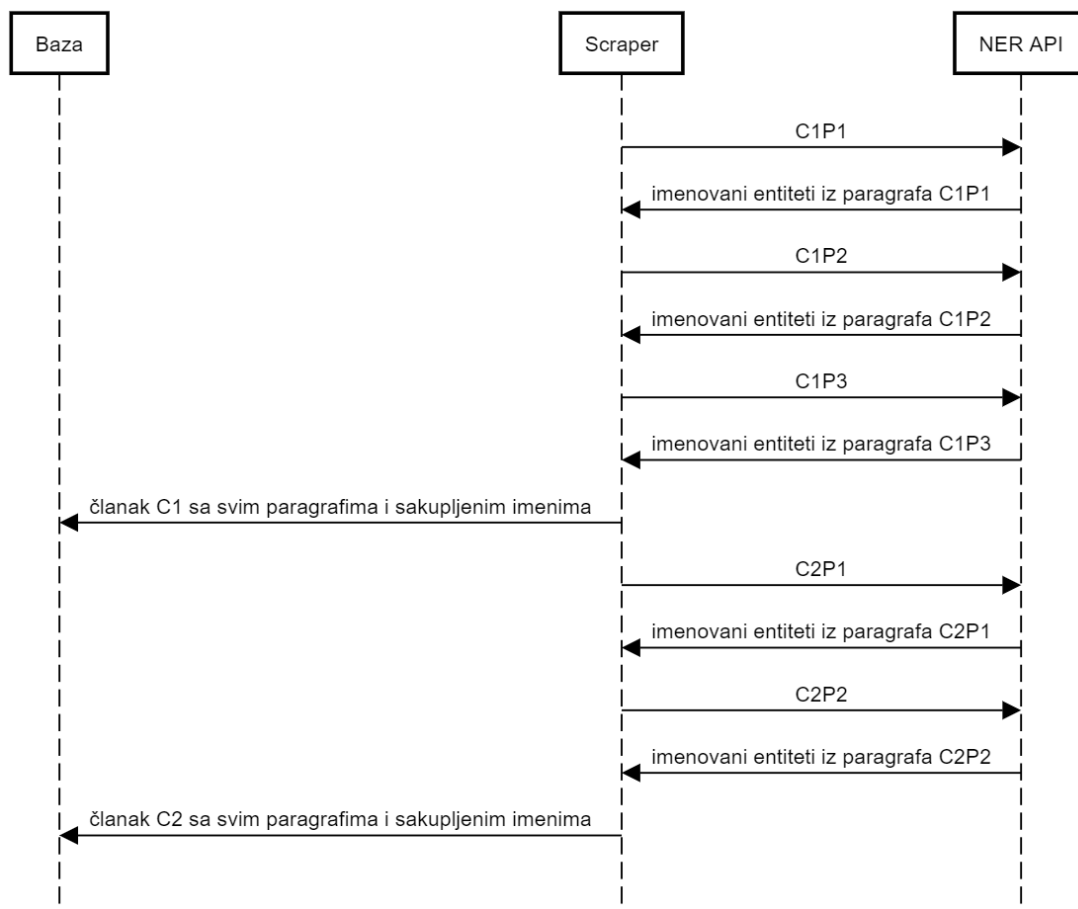 Baza
Scraper
NER API
C1P1
imenovani entiteti iz paragrafa C1P1
C1P2
imenovani entiteti iz paragrafa C1P2
C1P3
imenovani entiteti iz paragrafa C1P3
članak C1 sa svim paragrafima i sakupljenim imenima
C2P1
imenovani entiteti iz paragrafa C2P1
C2P2
imenovani entiteti iz paragrafa C2P2
članak C2 sa svim paragrafima i sakupljenim imenima